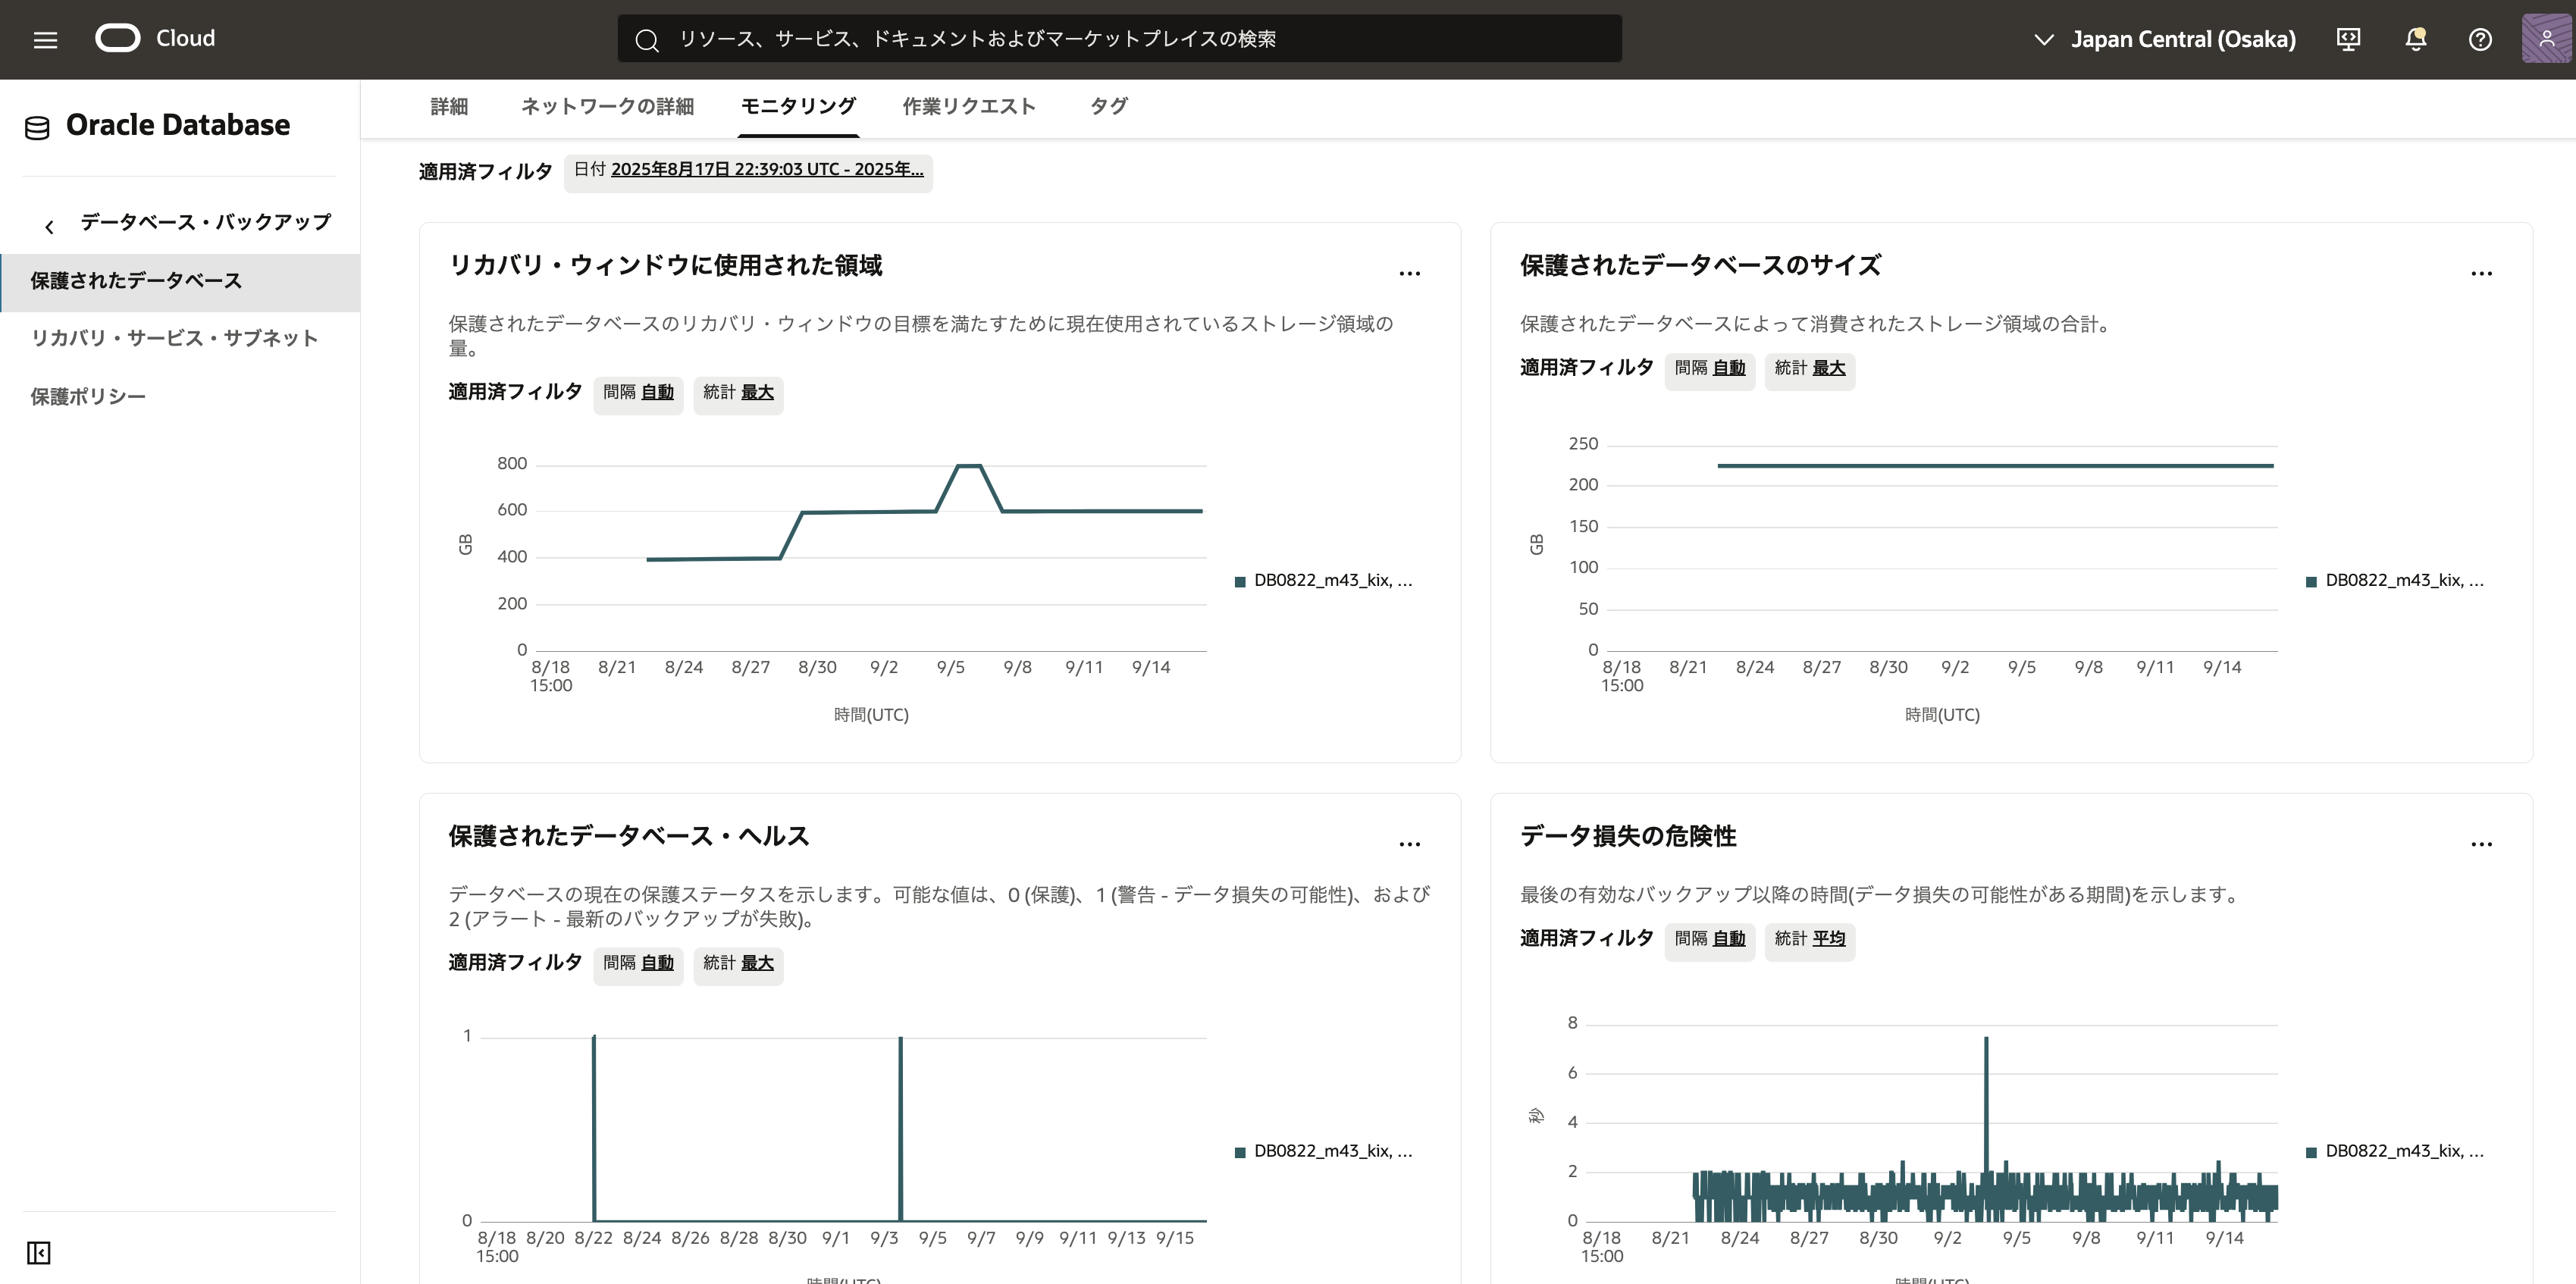 Cloud
リソース、サービス、ドキュメントおよびマーケットプレイスの検索
Japan Central (Osaka)
Oracle Database
データベース・バックアップ
保護されたデータベース
リカバリ・サービス・サブネット
保護ポリシー
詳細 ネットワークの詳細 モニタリング 作業リクエスト タグ
適用済フィルタ 日付 2025年8月17日 22:39:03 UTC - 2025年...
リカバリ・ウィンドウに使用された領域
保護されたデータベースのリカバリ・ウィンドウの目標を満たすために現在使用されているストレージ領域の
量。
適用済フィルタ 間隔 自動 統計 最大
800
600
400
200
0
GB
8/18 8/21 8/24 8/27 8/30 9/2 9/5 9/8 9/11 9/14
15:00
時間(UTC)
DB0822_m43_kix, ...
保護されたデータベースのサイズ
保護されたデータベースによって消費されたストレージ領域の合計。
適用済フィルタ 間隔 自動 統計 最大
250
200
150
100
50
0
GB
8/18 8/21 8/24 8/27 8/30 9/2 9/5 9/8 9/11 9/14
15:00
時間(UTC)
DB0822_m43_kix, ...
保護されたデータベース・ヘルス
データベースの現在の保護ステータスを示します。可能な値は、0 (保護)、1 (警告 - データ損失の可能性)、および
2 (アラート - 最新のバックアップが失敗)。
適用済フィルタ 間隔 自動 統計 最大
1
0
8/18 8/20 8/22 8/24 8/26 8/28 8/30 9/1 9/3 9/5 9/7 9/9 9/11 9/13 9/15
15:00
時間(UTC)
DB0822_m43_kix, ...
データ損失の危険性
最後の有効なバックアップ以降の時間(データ損失の可能性がある期間)を示します。
適用済フィルタ 間隔 自動 統計 平均
8
6
4
2
0
秒
8/18 8/21 8/24 8/27 8/30 9/2 9/5 9/8 9/11 9/14
15:00
時間(UTC)
DB0822_m43_kix, ...